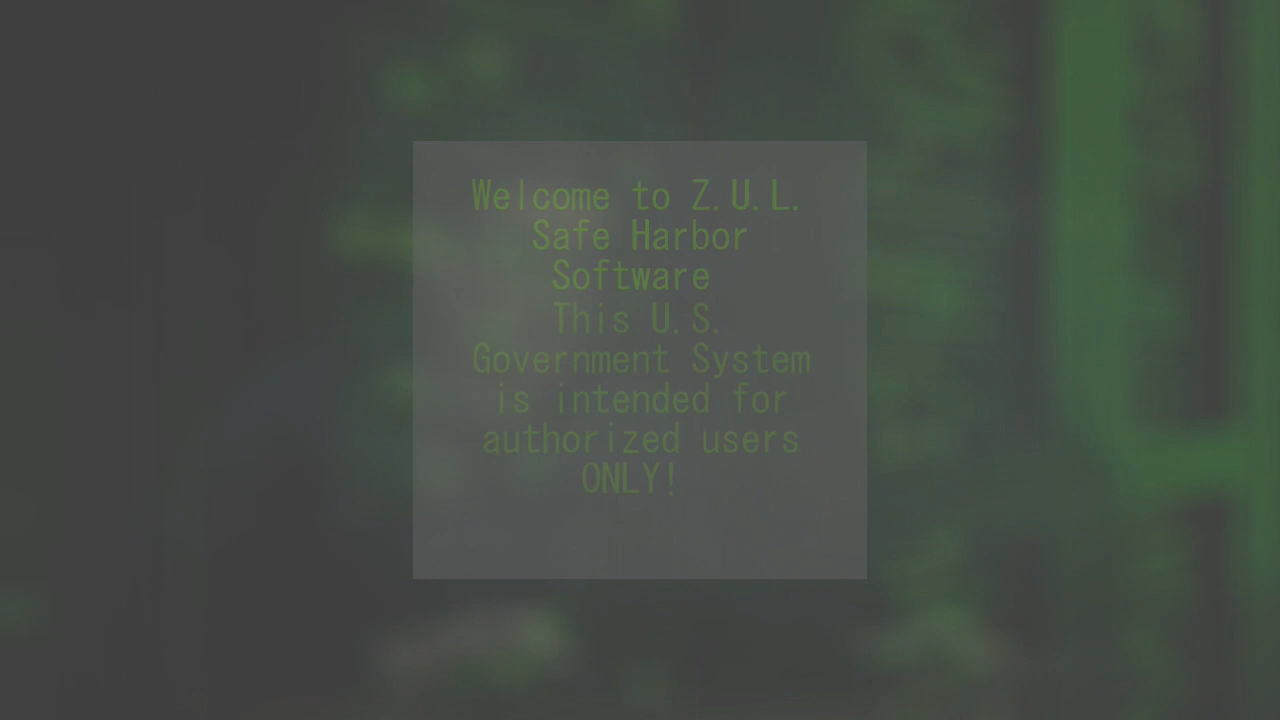 Welcome to Z.U.L.
Safe Harbor
Software
This U.S.
Government System
is intended for
authorized users
ONLY!